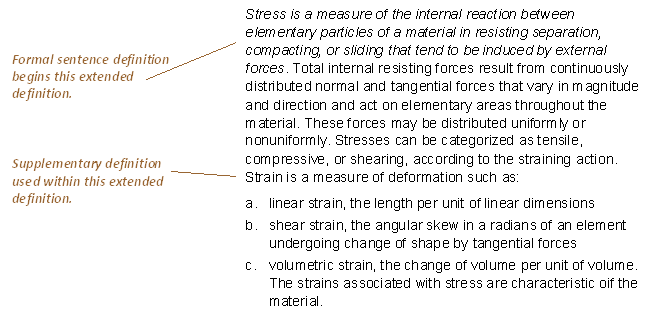 Stress is a measure of the internal reaction between
elementary particles of a material in resisting separation,
compacting, or sliding that tend to be induced by external
forces. Total internal resisting forces result from continuously
distributed normal and tangential forces that vary in magnitude
and direction and act on elementary areas throughout the
material. These forces may be distributed uniformly or
nonuniformly. Stresses can be categorized as tensile,
compressive, or shearing, according to the straining action.
Strain is a measure of deformation such as:
a. linear strain, the length per unit of linear dimensions
b. shear strain, the angular skew in a radians of an element
undergoing change of shape by tangential forces
c. volumetric strain, the change of volume per unit of volume.
The strains associated with stress are characteristic oif the
material.
Formal sentence definition
begins this extended
definition.
Supplementary definition
used within this extended
definition.